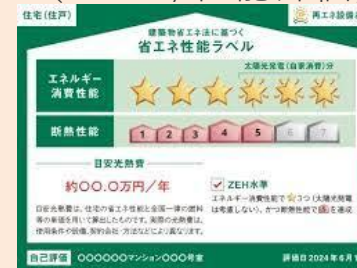 住宅(住戸)
再エネ設備あ
建築物省エネ法に基づく
省エネ性能ラベル
太陽光発電(自家消費)分
エネルギー
消費性能
断熱性能
1 2 3 4 5 6 7
目安光熱費
約〇〇.〇万円/年
目安光熱費は、住宅の省エネ性能と全国一律の燃料
等の単価を用いて算出したものです。実際の光熱費は、
使用条件や設備、契約会社・方法などにより異なります。
ZEH水準
エネルギー消費性能で☆3つ(太陽光発電
は考慮しない)、かつ断熱性能で5を達成
自己評価
〇〇〇〇〇〇マンション〇〇〇号室
評価日2024年6月1